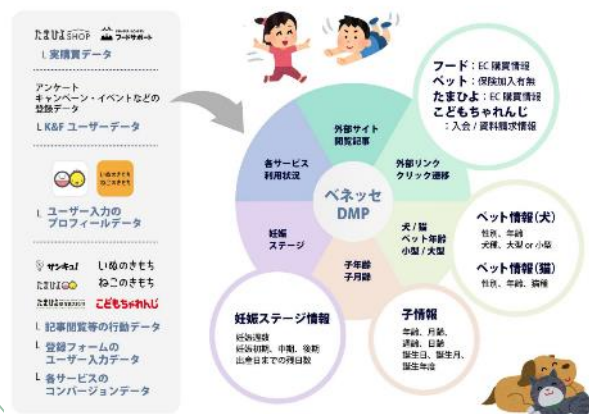 たまひよSHOP
フードサポート
└ 実購買データ
アンケート
キャンペーン・イベントなどの
登録データ
└ K&F ユーザーデータ
いぬのきもち
ねこのきもち
└ ユーザー入力の
プロフィールデータ
サンキュ!
いぬのきもち
たまひよ
ねこのきもち
こどもちゃれんじ
└ 記事閲覧等の行動データ
└ 登録フォームの
ユーザー入力データ
└ 各サービスの
コンバージョンデータ
外部サイト
閲覧記事
外部リンク
クリック遷移
各サービス
利用状況
ベネッセ
DMP
妊娠
ステージ
犬 / 猫
ペット年齢
小型 / 大型
子年齢
子月齢
フード:EC購買情報
ペット:保険加入有無
たまひよ:EC購買情報
こどもちゃれんじ
:入会 / 資料請求情報
ペット情報(犬)
性別、年齢
犬種、大型 or 小型
ペット情報(猫)
性別、年齢、猫種
子情報
年齢、月齢、
週齢、日齢
誕生日、誕生月、
誕生年度
妊娠ステージ情報
妊娠週数
妊娠初期、中期、後期
出産日までの残日数